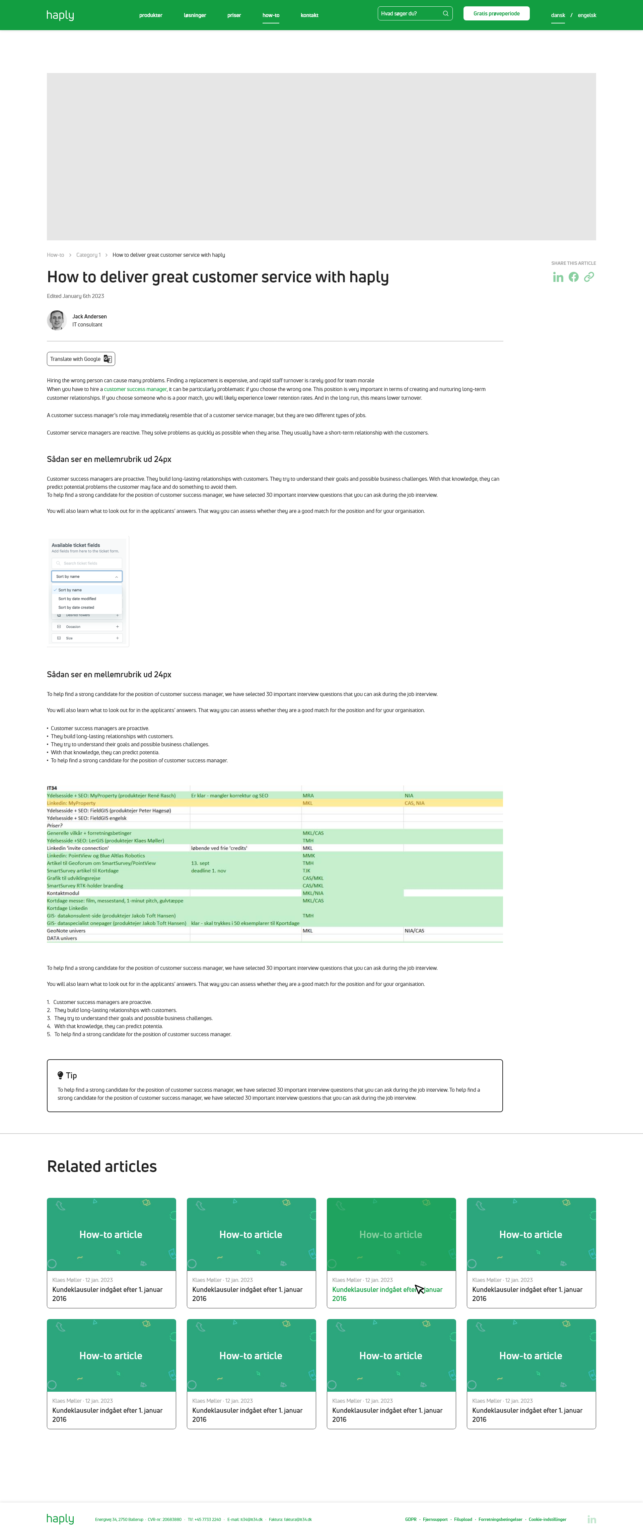 haply
produkter
løsninger
priser
how-to
kontakt
Hvad søger du?
Gratis prøveperiode
dansk / engelsk
How-to > Category 1 > How to deliver great customer service with haply
SHARE THIS ARTICLE
How to deliver great customer service with haply
Edited January 6th 2023
Jack Andersen
IT consultant
Translate with Google
Hiring the wrong person can cause many problems. Finding a replacement is expensive, and rapid staff turnover is rarely good for team morale
When you have to hire a customer success manager, it can be particularly problematic if you choose the wrong one. This position is very important in terms of creating and nurturing long-term
customer relationships. If you choose someone who is a poor match, you will likely experience lower retention rates. And in the long run, this means lower turnover.
A customer success manager's role may immediately resemble that of a customer service manager, but they are two different types of jobs.
Customer service managers are reactive. They solve problems as quickly as possible when they arise. They usually have a short-term relationship with the customers.
Sådan ser en mellemrubrik ud 24px
Customer success managers are proactive. They build long-lasting relationships with customers. They try to understand their goals and possible business challenges. With that knowledge, they can
predict potential problems the customer may face and do something to avoid them.
To help find a strong candidate for the position of customer success manager, we have selected 30 important interview questions that you can ask during the job interview.
You will also learn what to look out for in the applicants' answers. That way you can assess whether they are a good match for the position and for your organisation.
Available ticket fields
Add fields from here to the ticket form
Search ticket fields
Sort by name
Sort by name
Sort by date modified
Sort by date created
Sådan ser en mellemrubrik ud 24px
To help find a strong candidate for the position of customer success manager, we have selected 30 important interview questions that you can ask during the job interview.
You will also learn what to look out for in the applicants' answers. That way you can assess whether they are a good match for the position and for your organisation.
• Customer success managers are proactive.
• They build long-lasting relationships with customers.
• They try to understand their goals and possible business challenges.
• With that knowledge, they can predict potentia.
• To help find a strong candidate for the position of customer success manager.
IT34
Ydelsesside + SEO: MyProperty (produktejer René Rasch) Er klar - mangler korrektur og SEO MRA NIA
Linkedin: MyProperty MKL CAS, NIA
Ydelsesside + SEO: FieldGIS (produktejer Peter Hagesø)
Ydelsesside + SEO: FieldGIS engelsk
Priser?
Generelle vilkår + forretningsbetinger MKL/CAS
Ydelsesside +SEO: LerGIS (produktejer Klaes Møller) TMH
Linkedin 'invite connection' løbende ved frie 'credits' MKL
Linkedin: PointView og Blue Atlas Robotics MMK
Artikel til Geoforum om SmartSurvey/PointView 15. sept TMH
SmartSurvey artikel til Kortdage deadline 1. nov TJK
Grafik til udviklingsrejse CAS/MKL
SmartSurvey RTK-holder branding CAS/MKL
Kontaktmodul MKL/NIA
Kortdage messe: film, messestand, 1-minut pitch, gulvtæppe MKL/CAS
Kortdage Linkedin
GIS- datakonsulent side (produktejer Jakob Toft Hansen) TMH
GIS- dataspecialist onepager (produktejer Jakob Toft Hansen) klar - skal trykkes i 50 eksemplarer til Kportdage
GeoNote univers MKL NIA/CAS
DATA univers
To help find a strong candidate for the position of customer success manager, we have selected 30 important interview questions that you can ask during the job interview.
You will also learn what to look out for in the applicants' answers. That way you can assess whether they are a good match for the position and for your organisation.
1. Customer success managers are proactive.
2. They build long-lasting relationships with customers.
3. They try to understand their goals and possible business challenges.
4. With that knowledge, they can predict potentia.
5. To help find a strong candidate for the position of customer success manager.
Tip
To help find a strong candidate for the position of customer success manager, we have selected 30 important interview questions that you can ask during the job interview. To help find a
strong candidate for the position of customer success manager, we have selected 30 important interview questions that you can ask during the job interview.
Related articles
How-to article
Klaes Møller · 12 jan. 2023
Kundeklausuler indgået efter 1. januar
2016
How-to article
Klaes Møller · 12 jan. 2023
Kundeklausuler indgået efter 1. januar
2016
How-to article
Klaes Møller · 12 jan. 2023
Kundeklausuler indgået efter 1. januar
2016
How-to article
Klaes Møller · 12 jan. 2023
Kundeklausuler indgået efter 1. januar
2016
How-to article
Klaes Møller · 12 jan. 2023
Kundeklausuler indgået efter 1. januar
2016
How-to article
Klaes Møller · 12 jan. 2023
Kundeklausuler indgået efter 1. januar
2016
How-to article
Klaes Møller · 12 jan. 2023
Kundeklausuler indgået efter 1. januar
2016
How-to article
Klaes Møller · 12 jan. 2023
Kundeklausuler indgået efter 1. januar
2016
haply
GDPR - Fjernsupport - Filupload - Forretningsbetingelser - Cookie-indstillinger